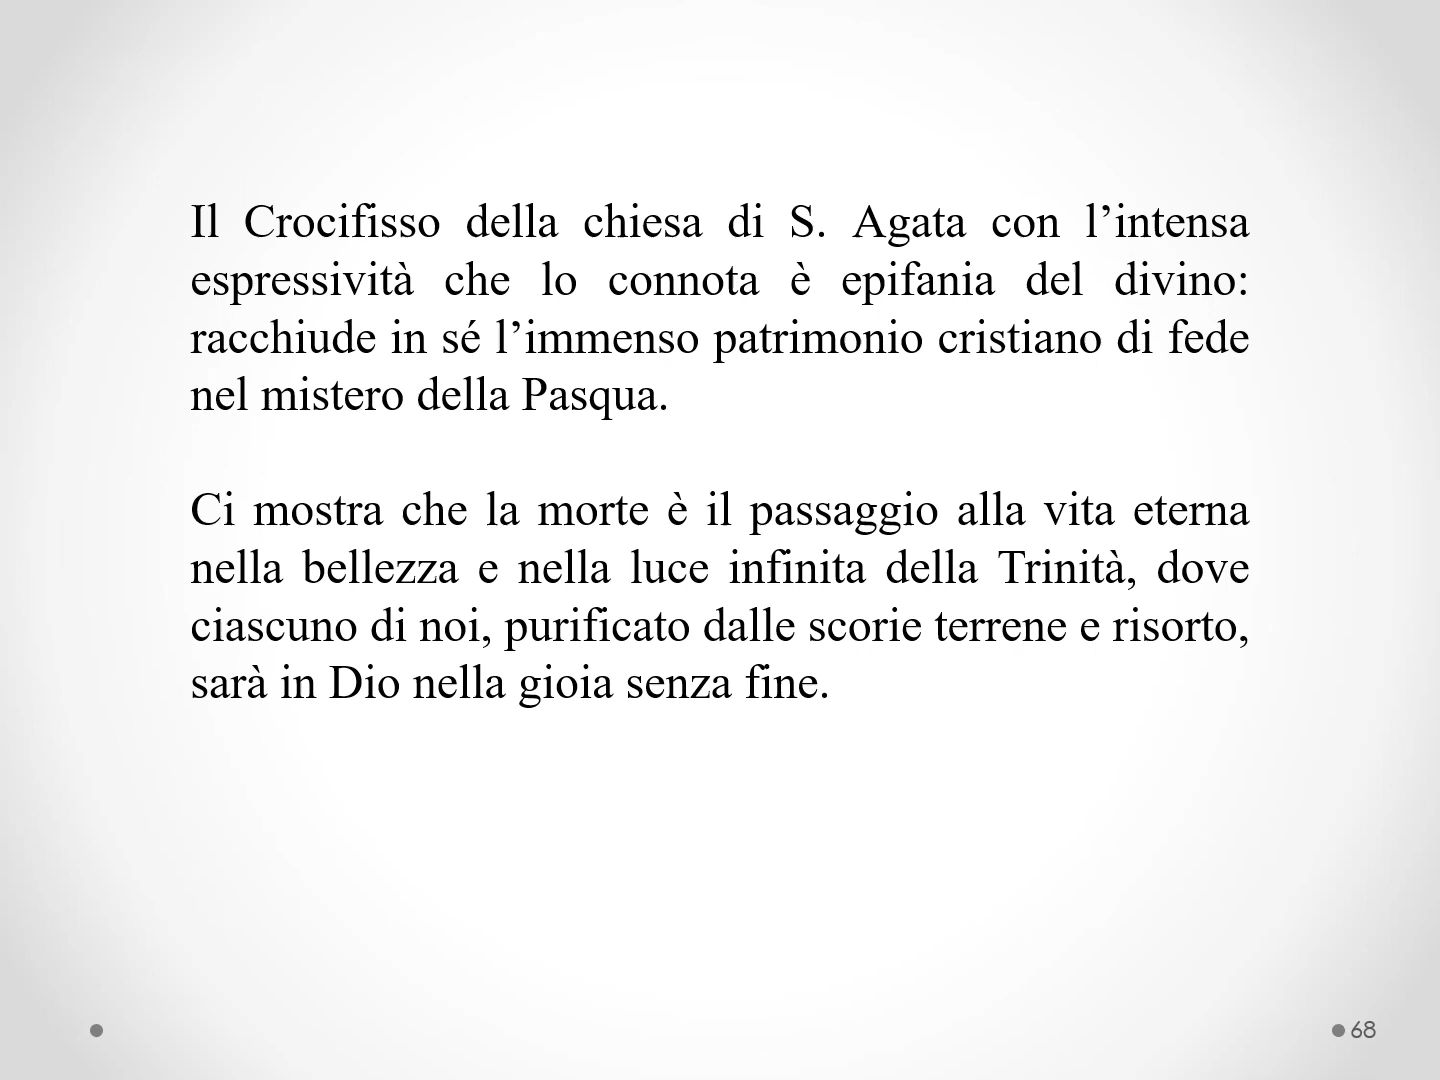 Il Crocifisso della chiesa di S. Agata con l’intensa
espressività che lo connota è epifania del divino:
racchiude in sé l’immenso patrimonio cristiano di fede
nel mistero della Pasqua.
Ci mostra che la morte è il passaggio alla vita eterna
nella bellezza e nella luce infinita della Trinità, dove
ciascuno di noi, purificato dalle scorie terrene e risorto,
sarà in Dio nella gioia senza fine.
68